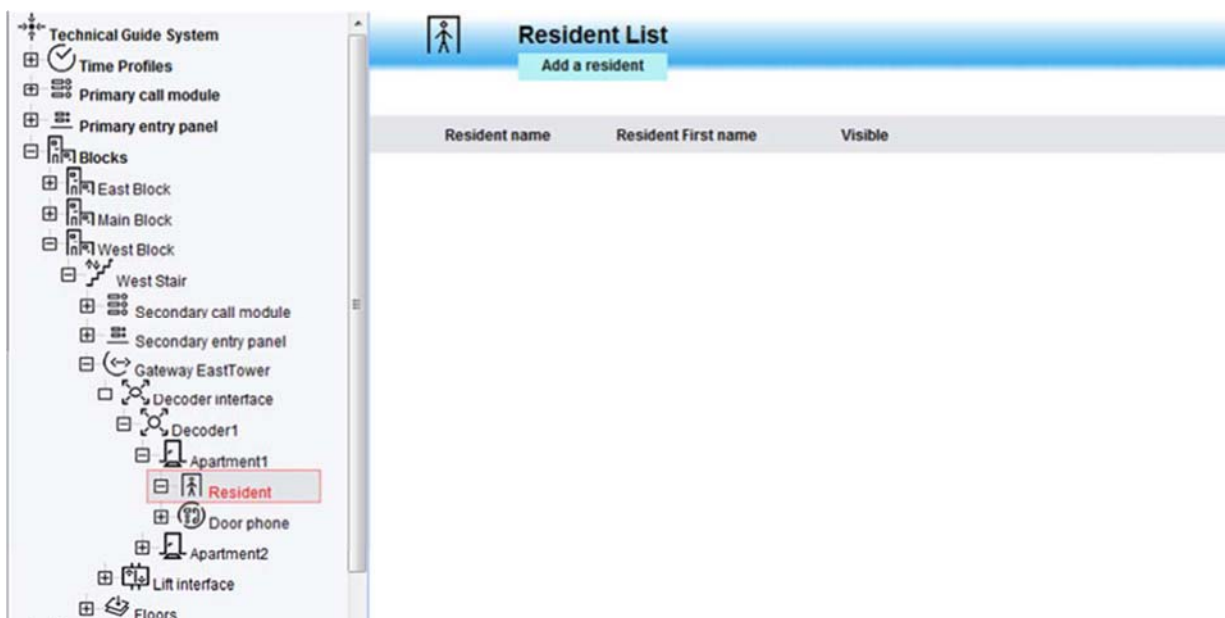 Technical Guide System
Time Profiles
Primary call module
Primary entry panel
Blocks
East Block
Main Block
West Block
West Stair
Secondary call module
Secondary entry panel
Gateway EastTower
Decoder interface
Decoder1
Apartment1
Resident
Door phone
Apartment2
Lift interface
Floors
Resident List
Add a resident
Resident name Resident First name Visible